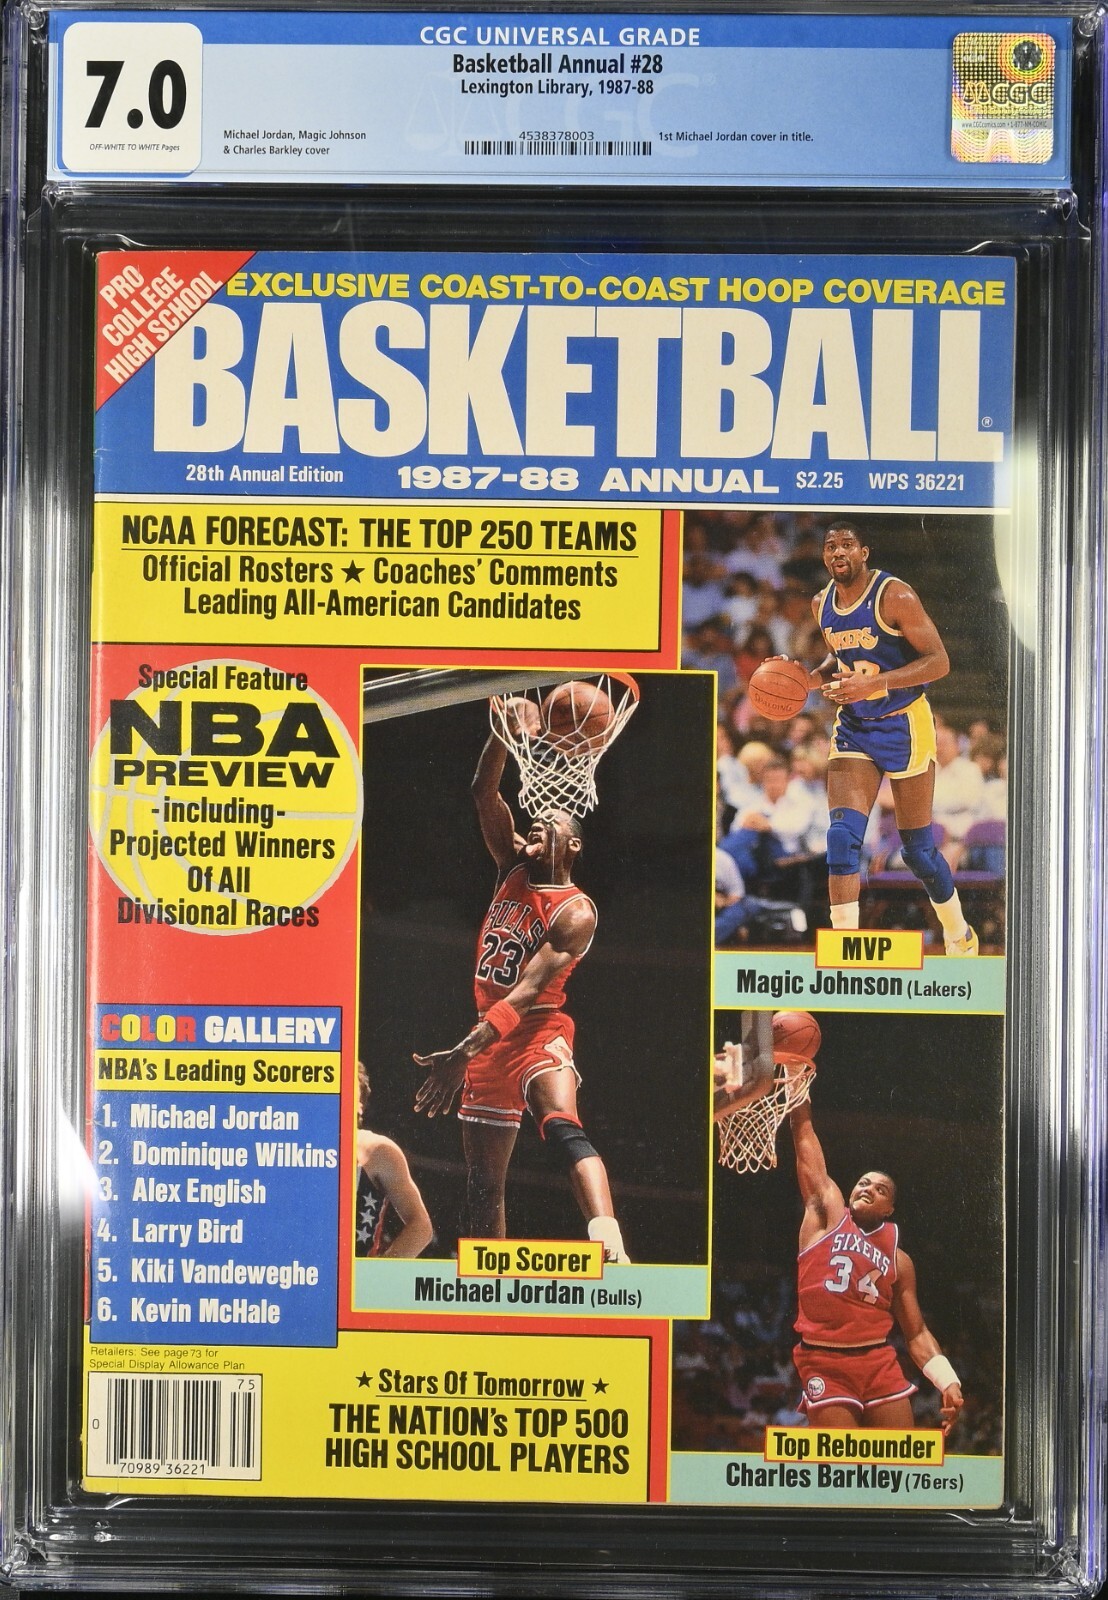 CGC UNIVERSAL GRADE
7.0
OFF-WHITE TO WHITE Pages
Basketball Annual #28
Lexington Library, 1987-88
Michael Jordan, Magic Johnson
& Charles Barkley cover
4538378003
1st Michael Jordan cover in title.
CGC
PRO
COLLEGE
HIGH SCHOOL
EXCLUSIVE COAST-TO-COAST HOOP COVERAGE
BASKETBALL®
28th Annual Edition
1987-88 ANNUAL
$2.25
WPS 36221
NCAA FORECAST: THE TOP 250 TEAMS
Official Rosters ★ Coaches' Comments
Leading All-American Candidates
Special Feature
NBA
PREVIEW
-including-
Projected Winners
Of All
Divisional Races
LAKERS
SPALDING
MVP
Magic Johnson (Lakers)
BULLS
23
Top Scorer
Michael Jordan (Bulls)
COLOR GALLERY
NBA's Leading Scorers
1. Michael Jordan
2. Dominique Wilkins
3. Alex English
4. Larry Bird
5. Kiki Vandeweghe
6. Kevin McHale
SIXERS
34
Top Rebounder
Charles Barkley (76ers)
Retailers: See page 73 for
Special Display Allowance Plan
75
0
70989 36221
★ Stars Of Tomorrow ★
THE NATION's TOP 500
HIGH SCHOOL PLAYERS